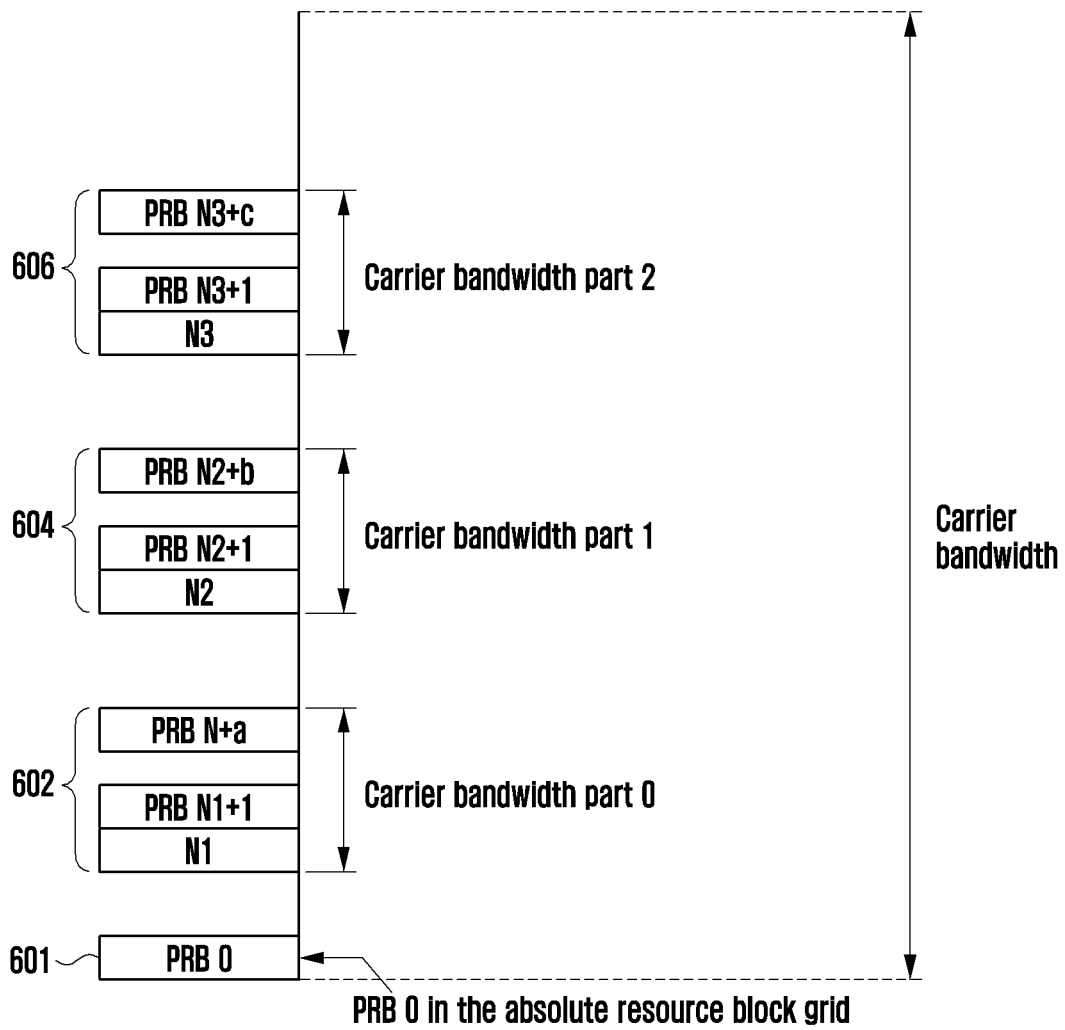 PRB N3+c
606
PRB N3+1
Carrier bandwidth part 2
N3
PRB N2+b
604
PRB N2+1
Carrier bandwidth part 1
N2
Carrier
bandwidth
PRB N+a
602
PRB N1+1
Carrier bandwidth part 0
N1
601
PRB 0
PRB 0 in the absolute resource block grid